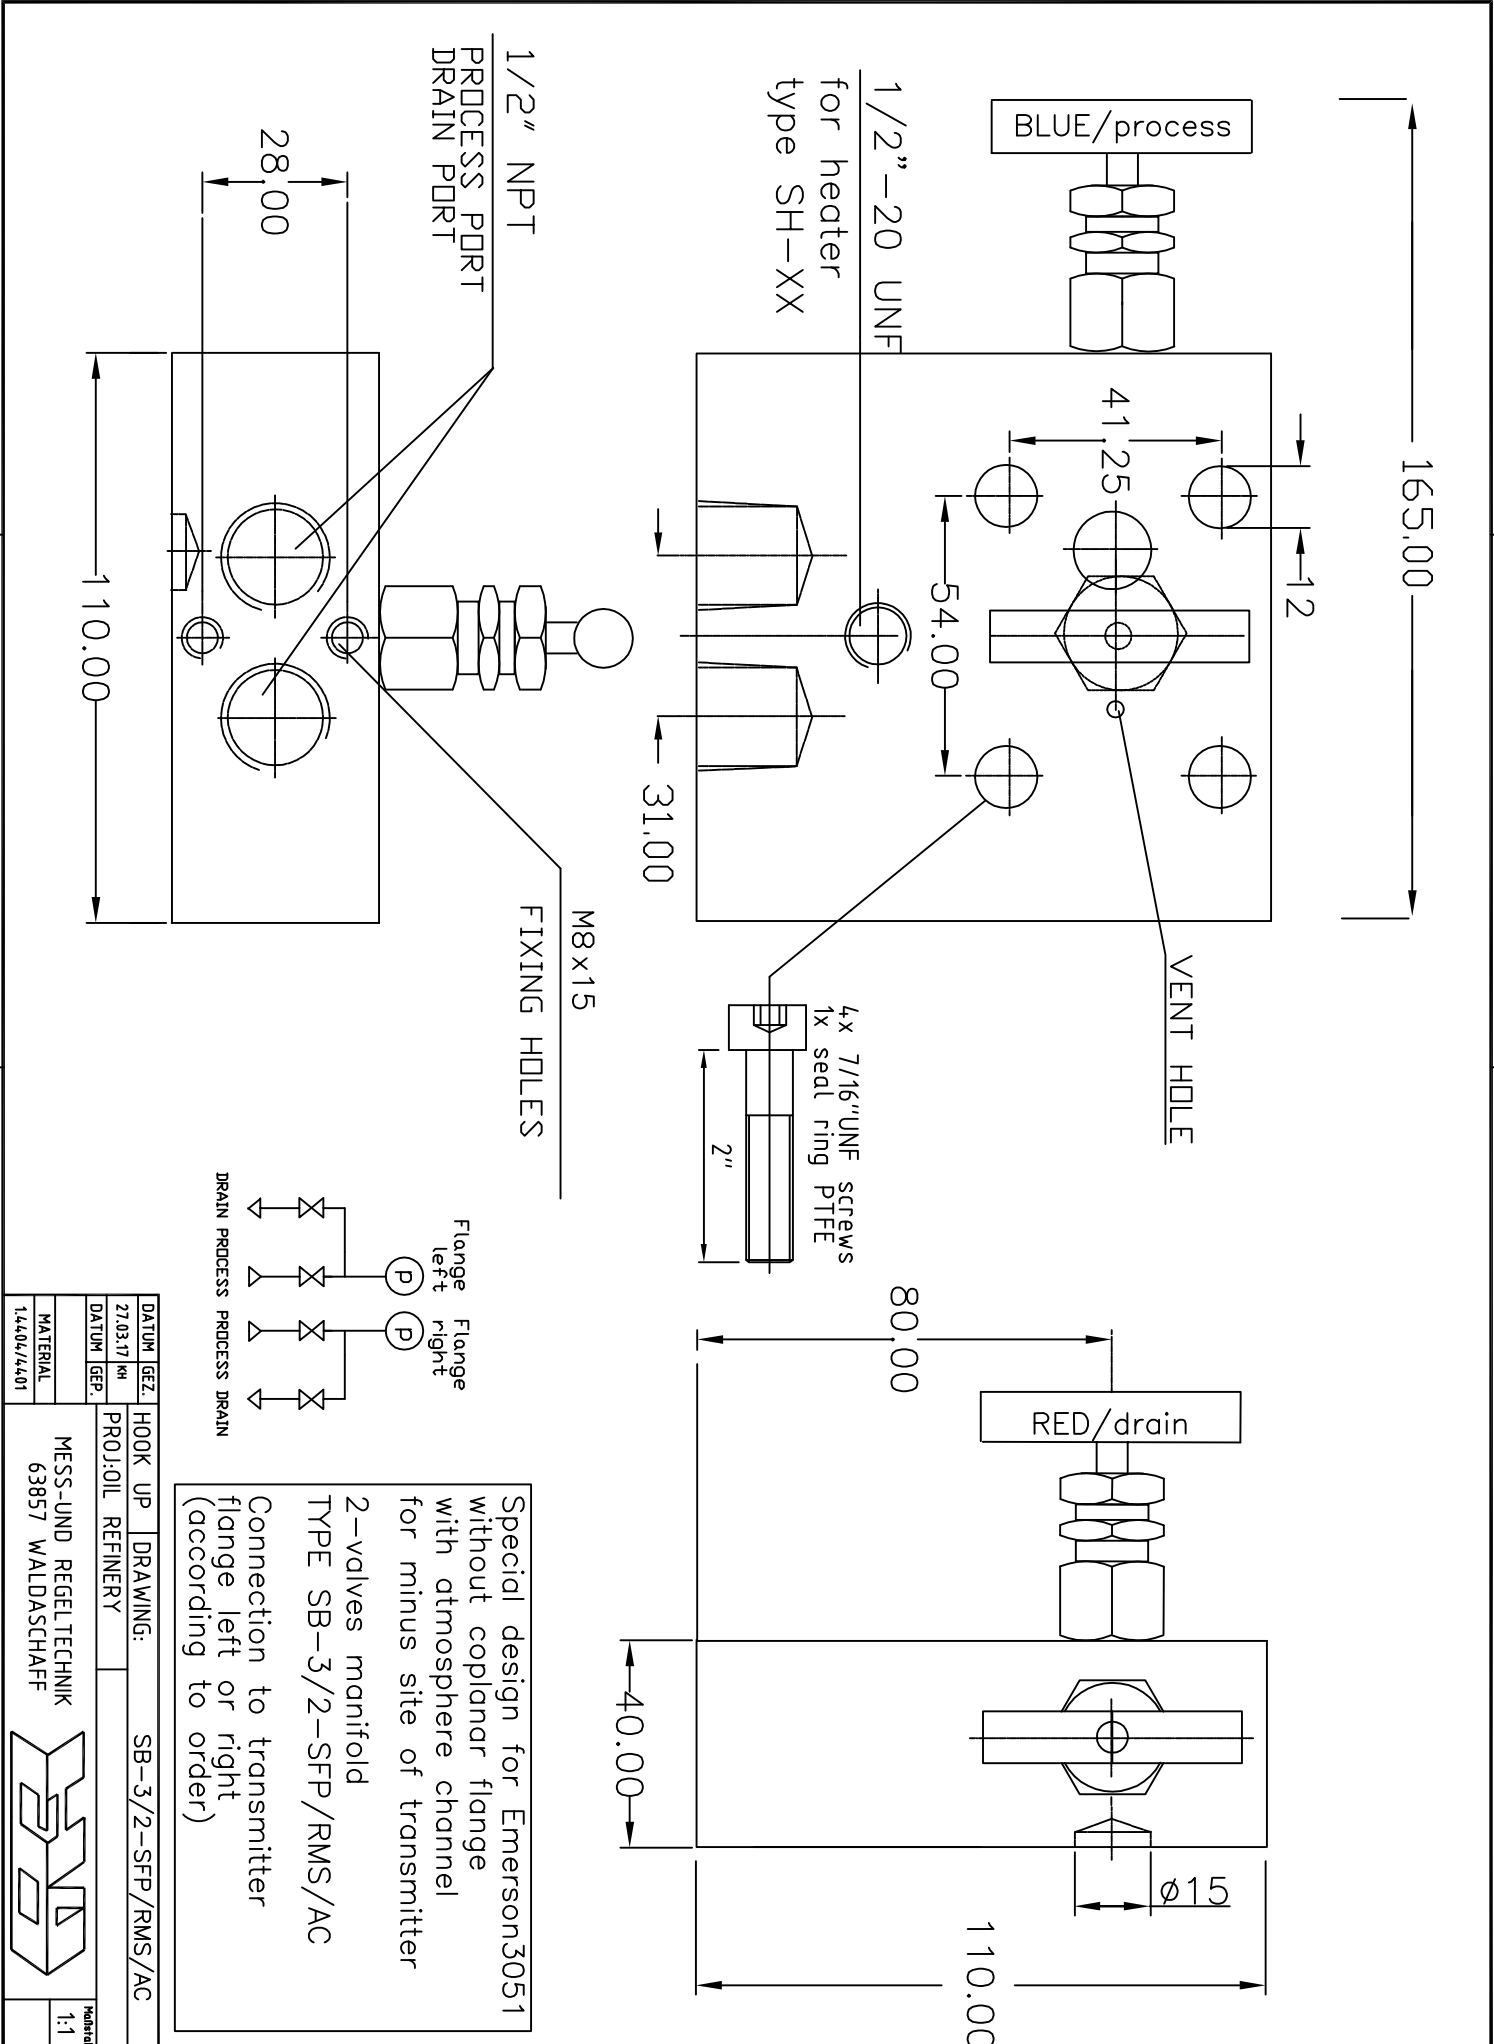 BLUE/process
165.00
1/2"-20 UNF
for heater
type SH-XX
1/2" NPT
PROCESS PORT
DRAIN PORT
28.00
110.00
41.25
12
54.00
31.00
M8x15
FIXING HOLES
VENT HOLE
4x 7/16"UNF screws
1x seal ring PTFE
2"
Flange
left
Flange
right
P
P
DRAIN PROCESS PROCESS DRAIN
80.00
RED/drain
40.00
ø15
110.00
Special design for Emerson3051
without coplanar flange
with atmosphere channel
for minus site of transmitter
2-valves manifold
TYPE SB-3/2-SFP/RMS/AC
Connection to transmitter
flange left or right
(according to order)
DATUM GEZ.
27.03.17 KH
DATUM GEP.
MATERIAL
1.4404/4401
HOOK UP DRAWING: SB-3/2-SFP/RMS/AC
PROJ:OIL REFINERY
MESS-UND REGELTECHNIK
63857 WALDASCHAFF
1:1